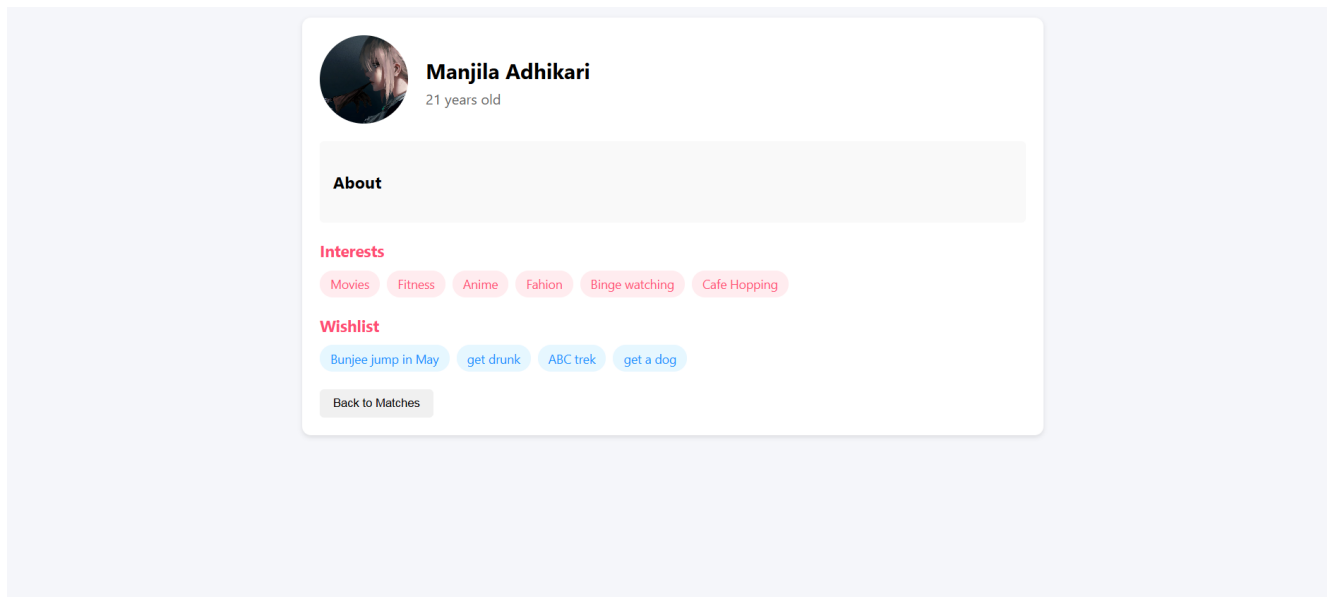 Manjila Adhikari
21 years old
About
Interests
Movies Fitness Anime Fahion Binge watching Cafe Hopping
Wishlist
Bunjee jump in May get drunk ABC trek get a dog
Back to Matches